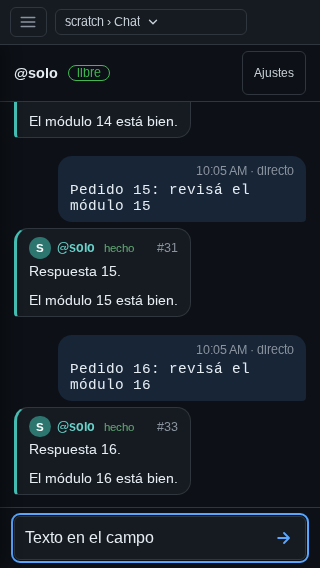 scratch › Chat
@solo libre Ajustes
El módulo 14 está bien.
10:05 AM · directo
Pedido 15: revisá el
módulo 15
S @solo hecho #31
Respuesta 15.
El módulo 15 está bien.
10:05 AM · directo
Pedido 16: revisá el
módulo 16
S @solo hecho #33
Respuesta 16.
El módulo 16 está bien.
Texto en el campo